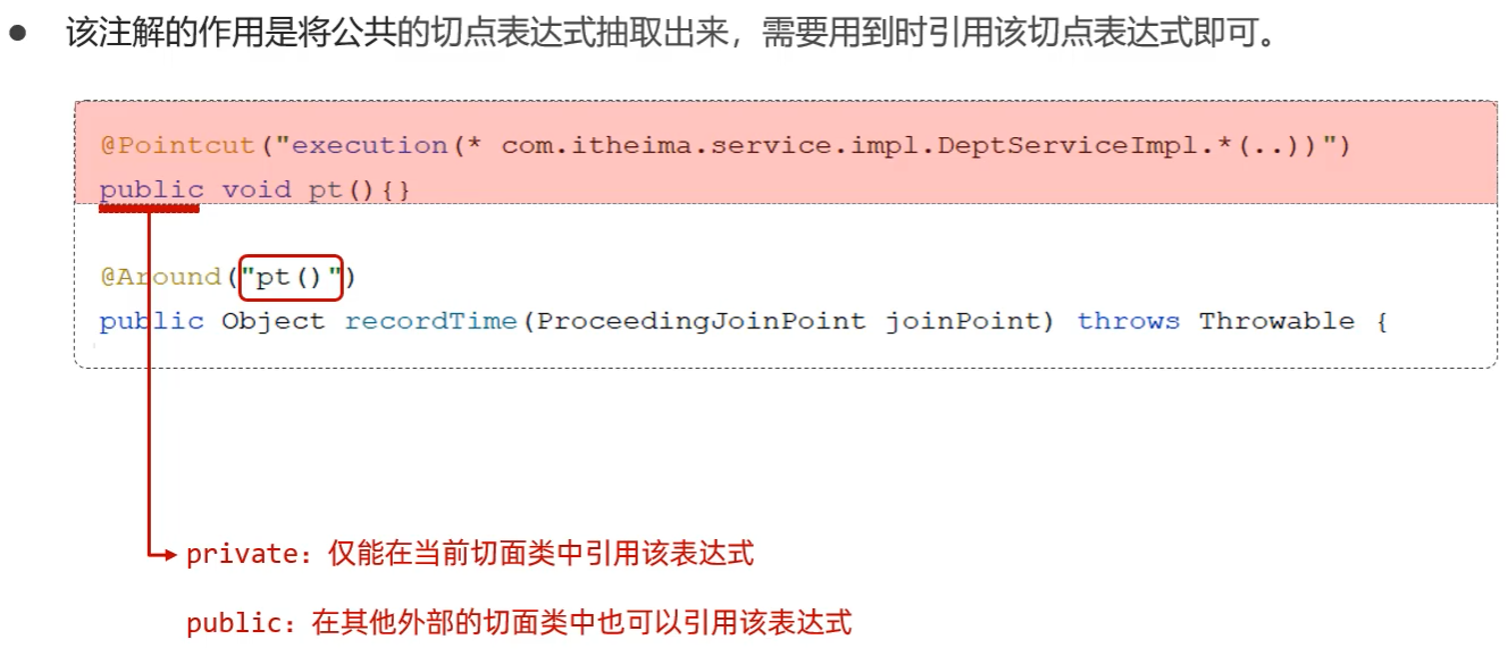 ● 该注解的作用是将公共的切点表达式抽取出来，需要用到时引用该切点表达式即可。
@Pointcut("execution(* com.itheima.service.impl.DeptServiceImpl.*(..))")
public void pt(){}
@Around("pt()")
public Object recordTime(ProceedingJoinPoint joinPoint) throws Throwable {
private：仅能在当前切面类中引用该表达式
public：在其他外部的切面类中也可以引用该表达式